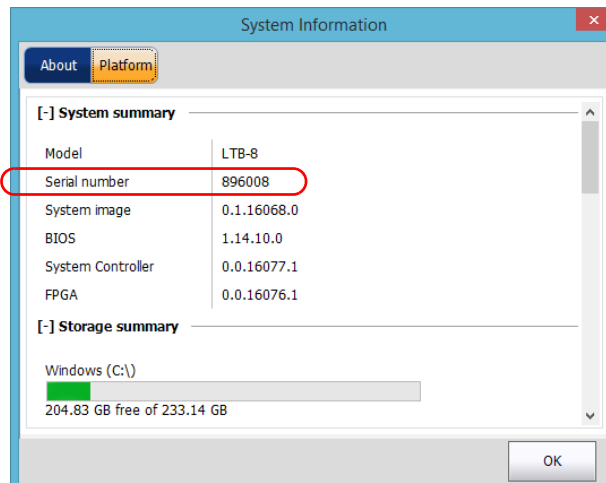 System Information
×
About Platform
[-] System summary
Model LTB-8
Serial number 896008
System image 0.1.16068.0
BIOS 1.14.10.0
System Controller 0.0.16077.1
FPGA 0.0.16076.1
[-] Storage summary
Windows (C:\)
204.83 GB free of 233.14 GB
OK